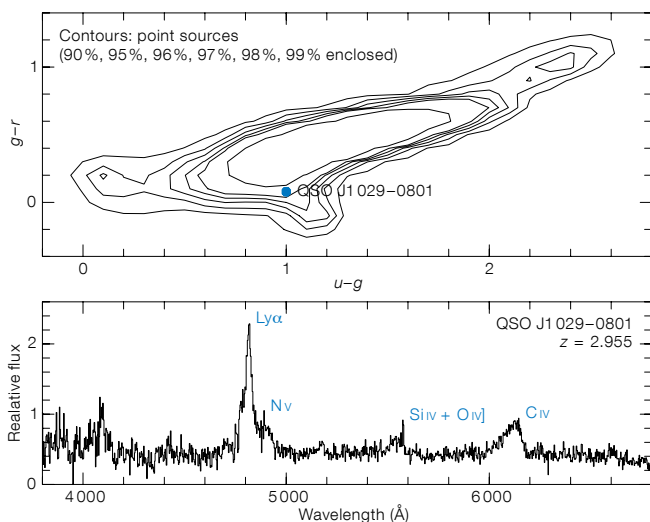 Contours: point sources
(90%, 95%, 96%, 97%, 98%, 99% enclosed)
1
g–r
QSO J1029–0801
0
0 1 2
u–g
Lyα
QSO J1029–0801
z = 2.955
2
Realative flux
N V
Si IV + O IV]
C IV
1
0
4000 5000 6000
Wavelength (Å)